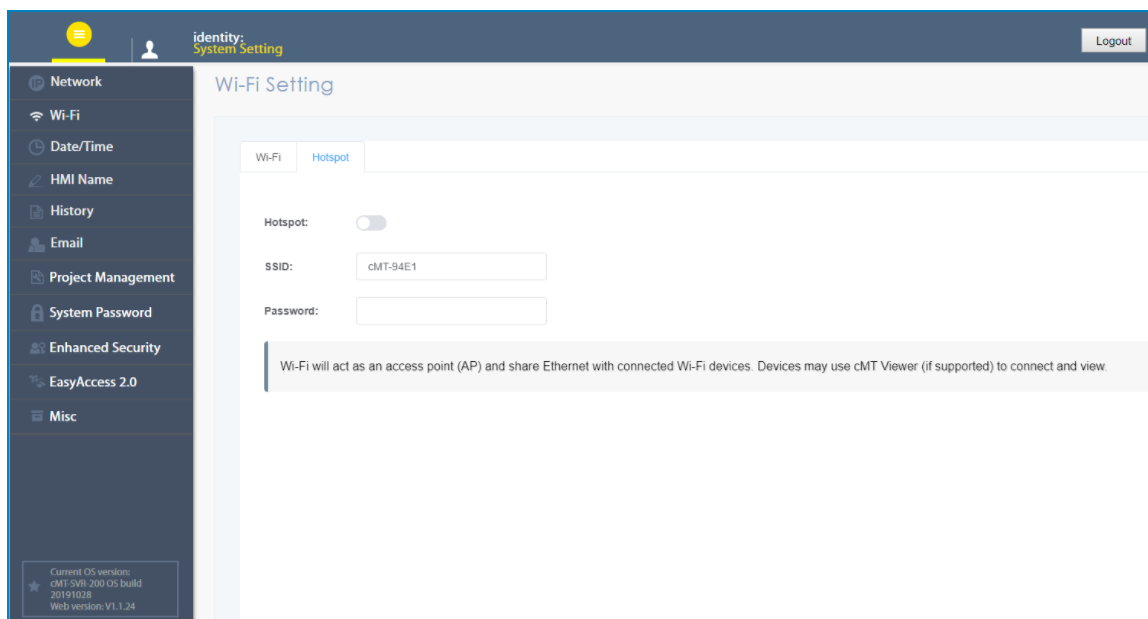 identity:
System Setting
Logout
Network
Wi-Fi
Date/Time
HMI Name
History
Email
Project Management
System Password
Enhanced Security
EasyAccess 2.0
Misc
Current OS version:
cMT-SVR-200 OS build
20191028
Web version: V1.1.24
Wi-Fi Setting
Wi-Fi
Hotspot
Hotspot:
SSID:
cMT-94E1
Password:
Wi-Fi will act as an access point (AP) and share Ethernet with connected Wi-Fi devices. Devices may use cMT Viewer (if supported) to connect and view.